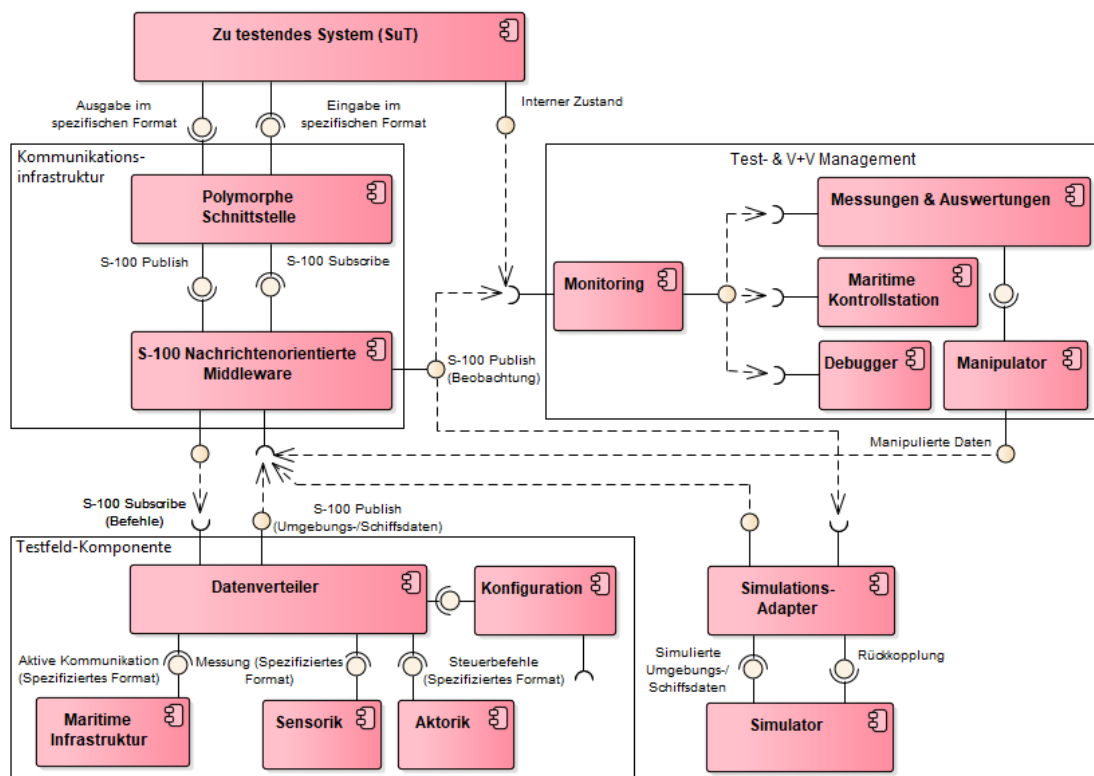 Zu testendes System (SuT)
Ausgabe im
spezifischen Format
Eingabe im
spezifischen Format
Interner Zustand
Kommunikations-
infrastruktur
Polymorphe
Schnittstelle
S-100 Publish
S-100 Subscribe
S-100 Nachrichtenorientierte
Middleware
S-100 Publish
(Beobachtung)
Test- & V+V Management
Messungen & Auswertungen
Monitoring
Maritime
Kontrollstation
Debugger
Manipulator
Manipulierte Daten
S-100 Subscribe
(Befehle)
S-100 Publish
(Umgebungs-/Schiffsdaten)
Testfeld-Komponente
Datenverteiler
Konfiguration
Aktive Kommunikation
(Spezifiziertes Format)
Messung (Spezifiziertes
Format)
Steuerbefehle
(Spezifiziertes Format)
Maritime
Infrastruktur
Sensorik
Aktorik
Simulations-
Adapter
Simulierte
Umgebungs-/
Schiffsdaten
Rückkopplung
Simulator